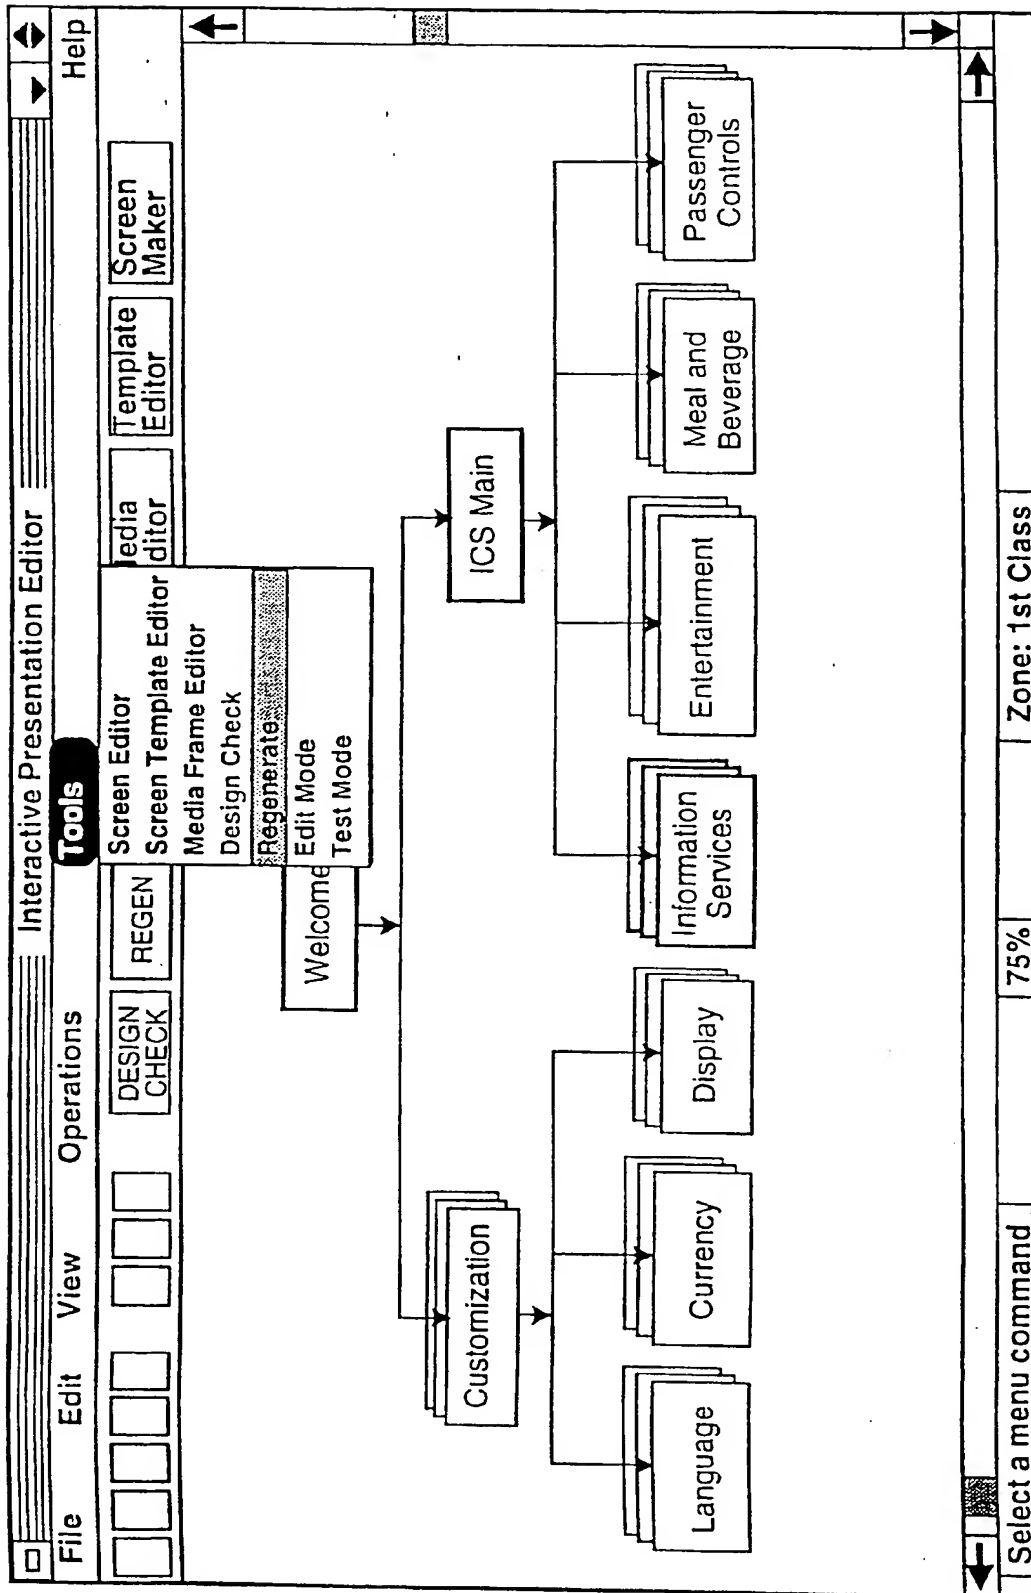 Interactive Presentation Editor
File Edit View Operations Tools Help
DESIGN
CHECK
REGEN
Template
Editor
Screen
Maker
Screen Editor
Screen Template Editor
Media Frame Editor
Design Check
Regenerate
Edit Mode
Test Mode
edia
ditor
Welcome
Customization
ICS Main
Language
Currency
Display
Information
Services
Entertainment
Meal and
Beverage
Passenger
Controls
Select a menu command 75% Zone: 1st Class